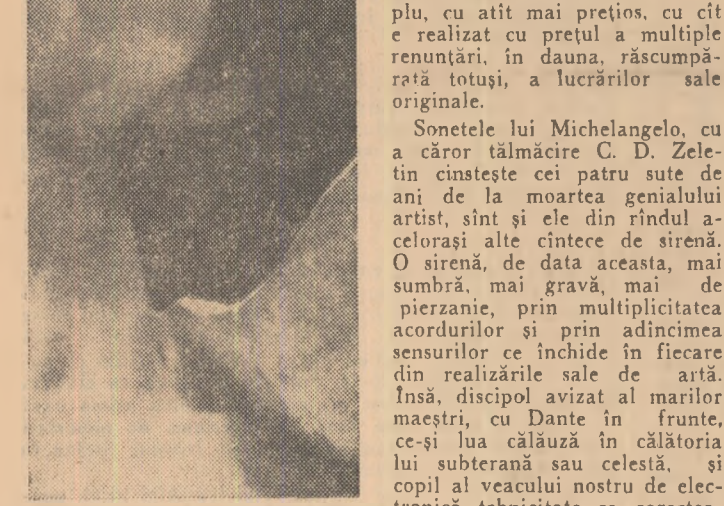 plu, cu atît mai prețios, cu cît
e realizat cu prețul a multiple
renunțări, în dauna, răscumpă-
rată totuși, a lucrărilor sale
originale.
Sonetele lui Michelangelo, cu
a căror tălmăcire C. D. Zele-
tin cinstește cei patru sute de
ani de la moartea genialului
artist, sînt și ele din rîndul a-
celorași alte cîntece de sirenă.
O sirenă, de data aceasta, mai
sumbră, mai gravă, mai de
pierzanie, prin multiplicitatea
acordurilor și prin adîncimea
sensurilor ce închide în fiecare
din realizările sale de artă.
Însă, discipol avizat al marilor
maeștri, cu Dante în frunte,
ce-și lua călăuză în călătoria
lui subterană sau celestă, și
copil al veacului nostru de elec-